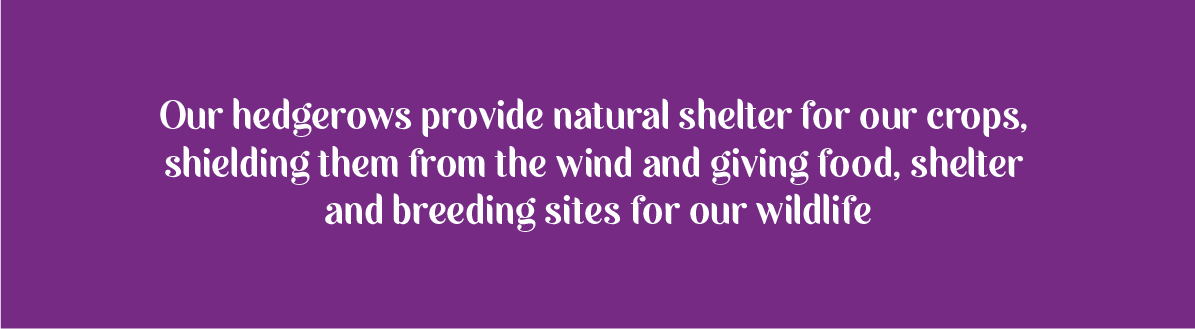 Our hedgerows provide natural shelter for our crops,
shielding them from the wind and giving food, shelter
and breeding sites for our wildlife